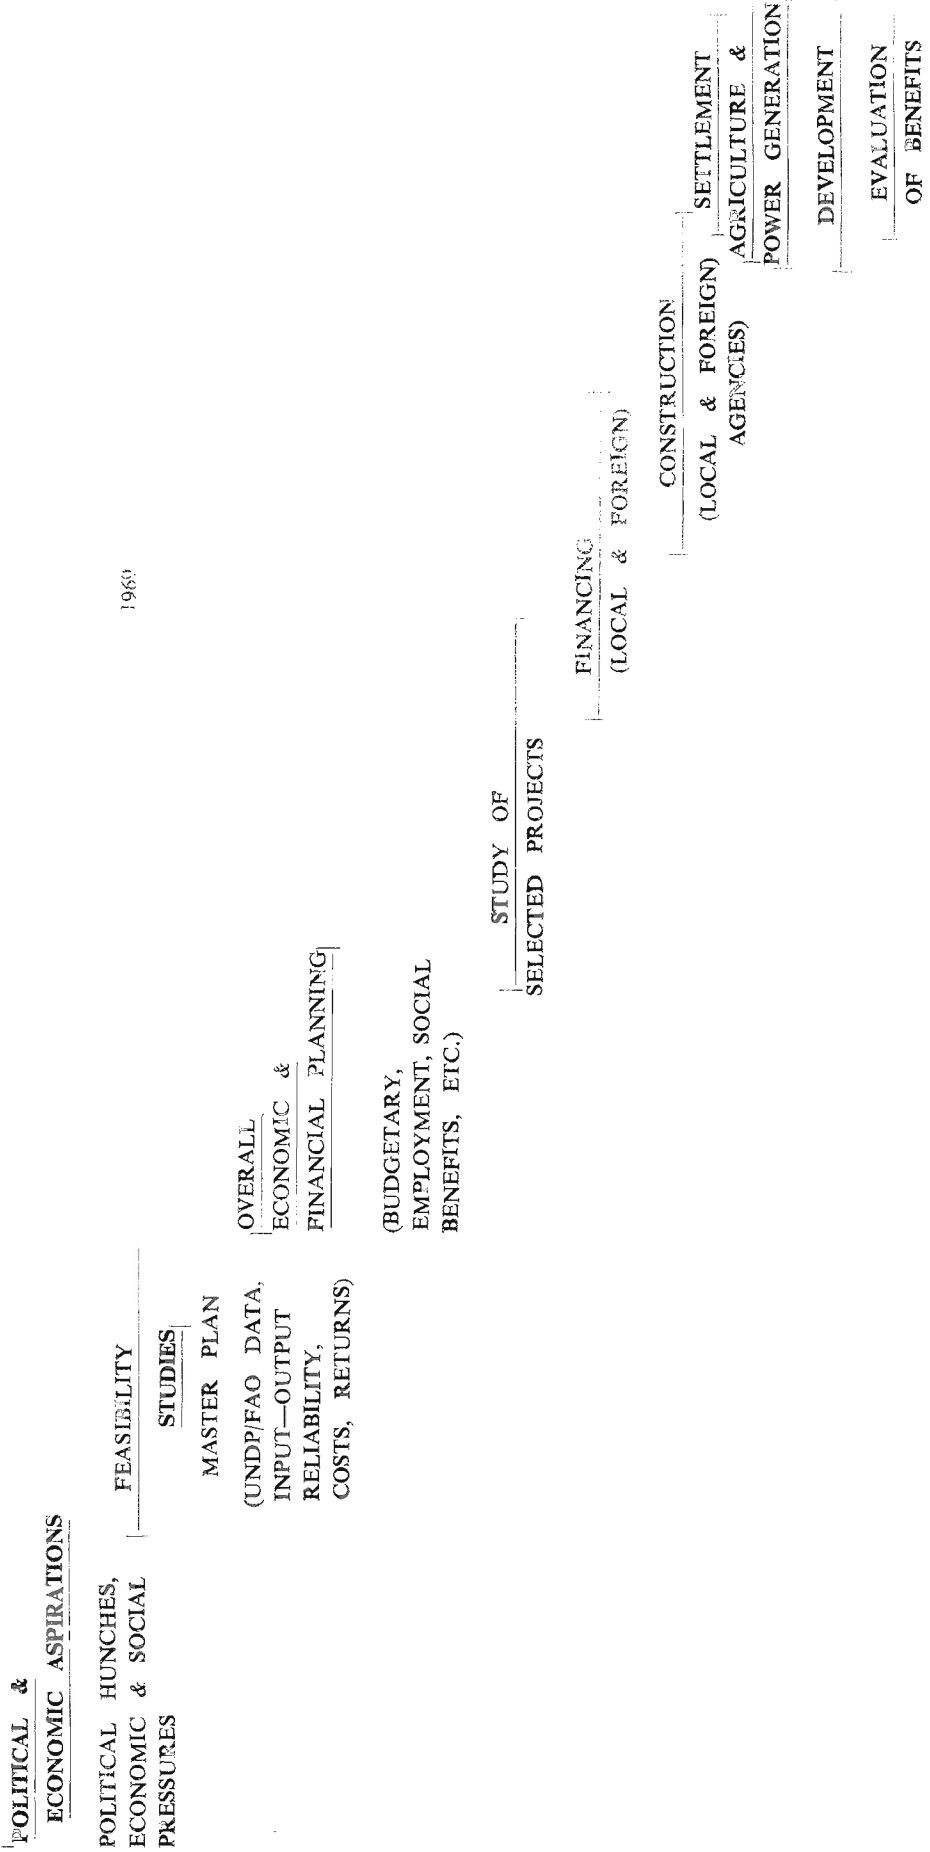 POLITICAL &
ECONOMIC ASPIRATIONS
POLITICAL HUNCHES,
ECONOMIC & SOCIAL
PRESSURES
FEASIBILITY
STUDIES
MASTER PLAN
(UNDP/FAO DATA,
INPUT—OUTPUT
RELIABILITY,
COSTS, RETURNS)
OVERALL
ECONOMIC &
FINANCIAL PLANNING
(BUDGETARY,
EMPLOYMENT, SOCIAL
BENEFITS, ETC.)
1969
STUDY OF
SELECTED PROJECTS
FINANCING
(LOCAL & FOREIGN)
CONSTRUCTION
(LOCAL & FOREIGN)
AGENCIES)
SETTLEMENT
AGRICULTURE &
POWER GENERATION
DEVELOPMENT
EVALUATION
OF BENEFITS